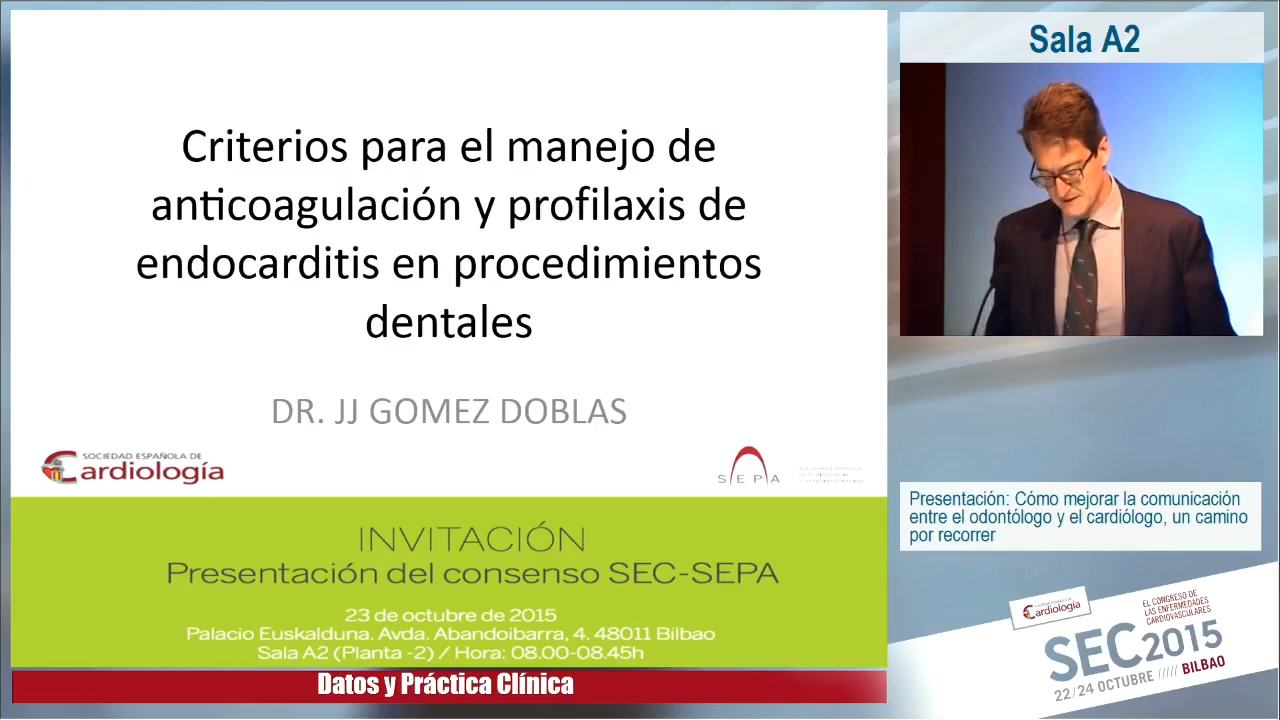 Criterios para el manejo de
anticoagulación y profilaxis de
endocarditis en procedimientos
dentales
DR. JJ GOMEZ DOBLAS
SOCIEDAD ESPAÑOLA DE
Cardiología
SEPA
INVITACIÓN
Presentación del consenso SEC-SEPA
23 de octubre de 2015
Palacio Euskalduna. Avda. Abandoibarra, 4. 48011 Bilbao
Sala A2 (Planta -2) / Hora: 08.00-08.45h
Datos y Práctica Clínica
Sala A2
Presentación: Cómo mejorar la comunicación
entre el odontólogo y el cardiólogo, un camino
por recorrer
SOCIEDAD ESPAÑOLA DE
Cardiología
EL CONGRESO DE
LAS ENFERMEDADES
CARDIOVASCULARES
SEC2015
22/24 OCTUBRE ///// BILBAO